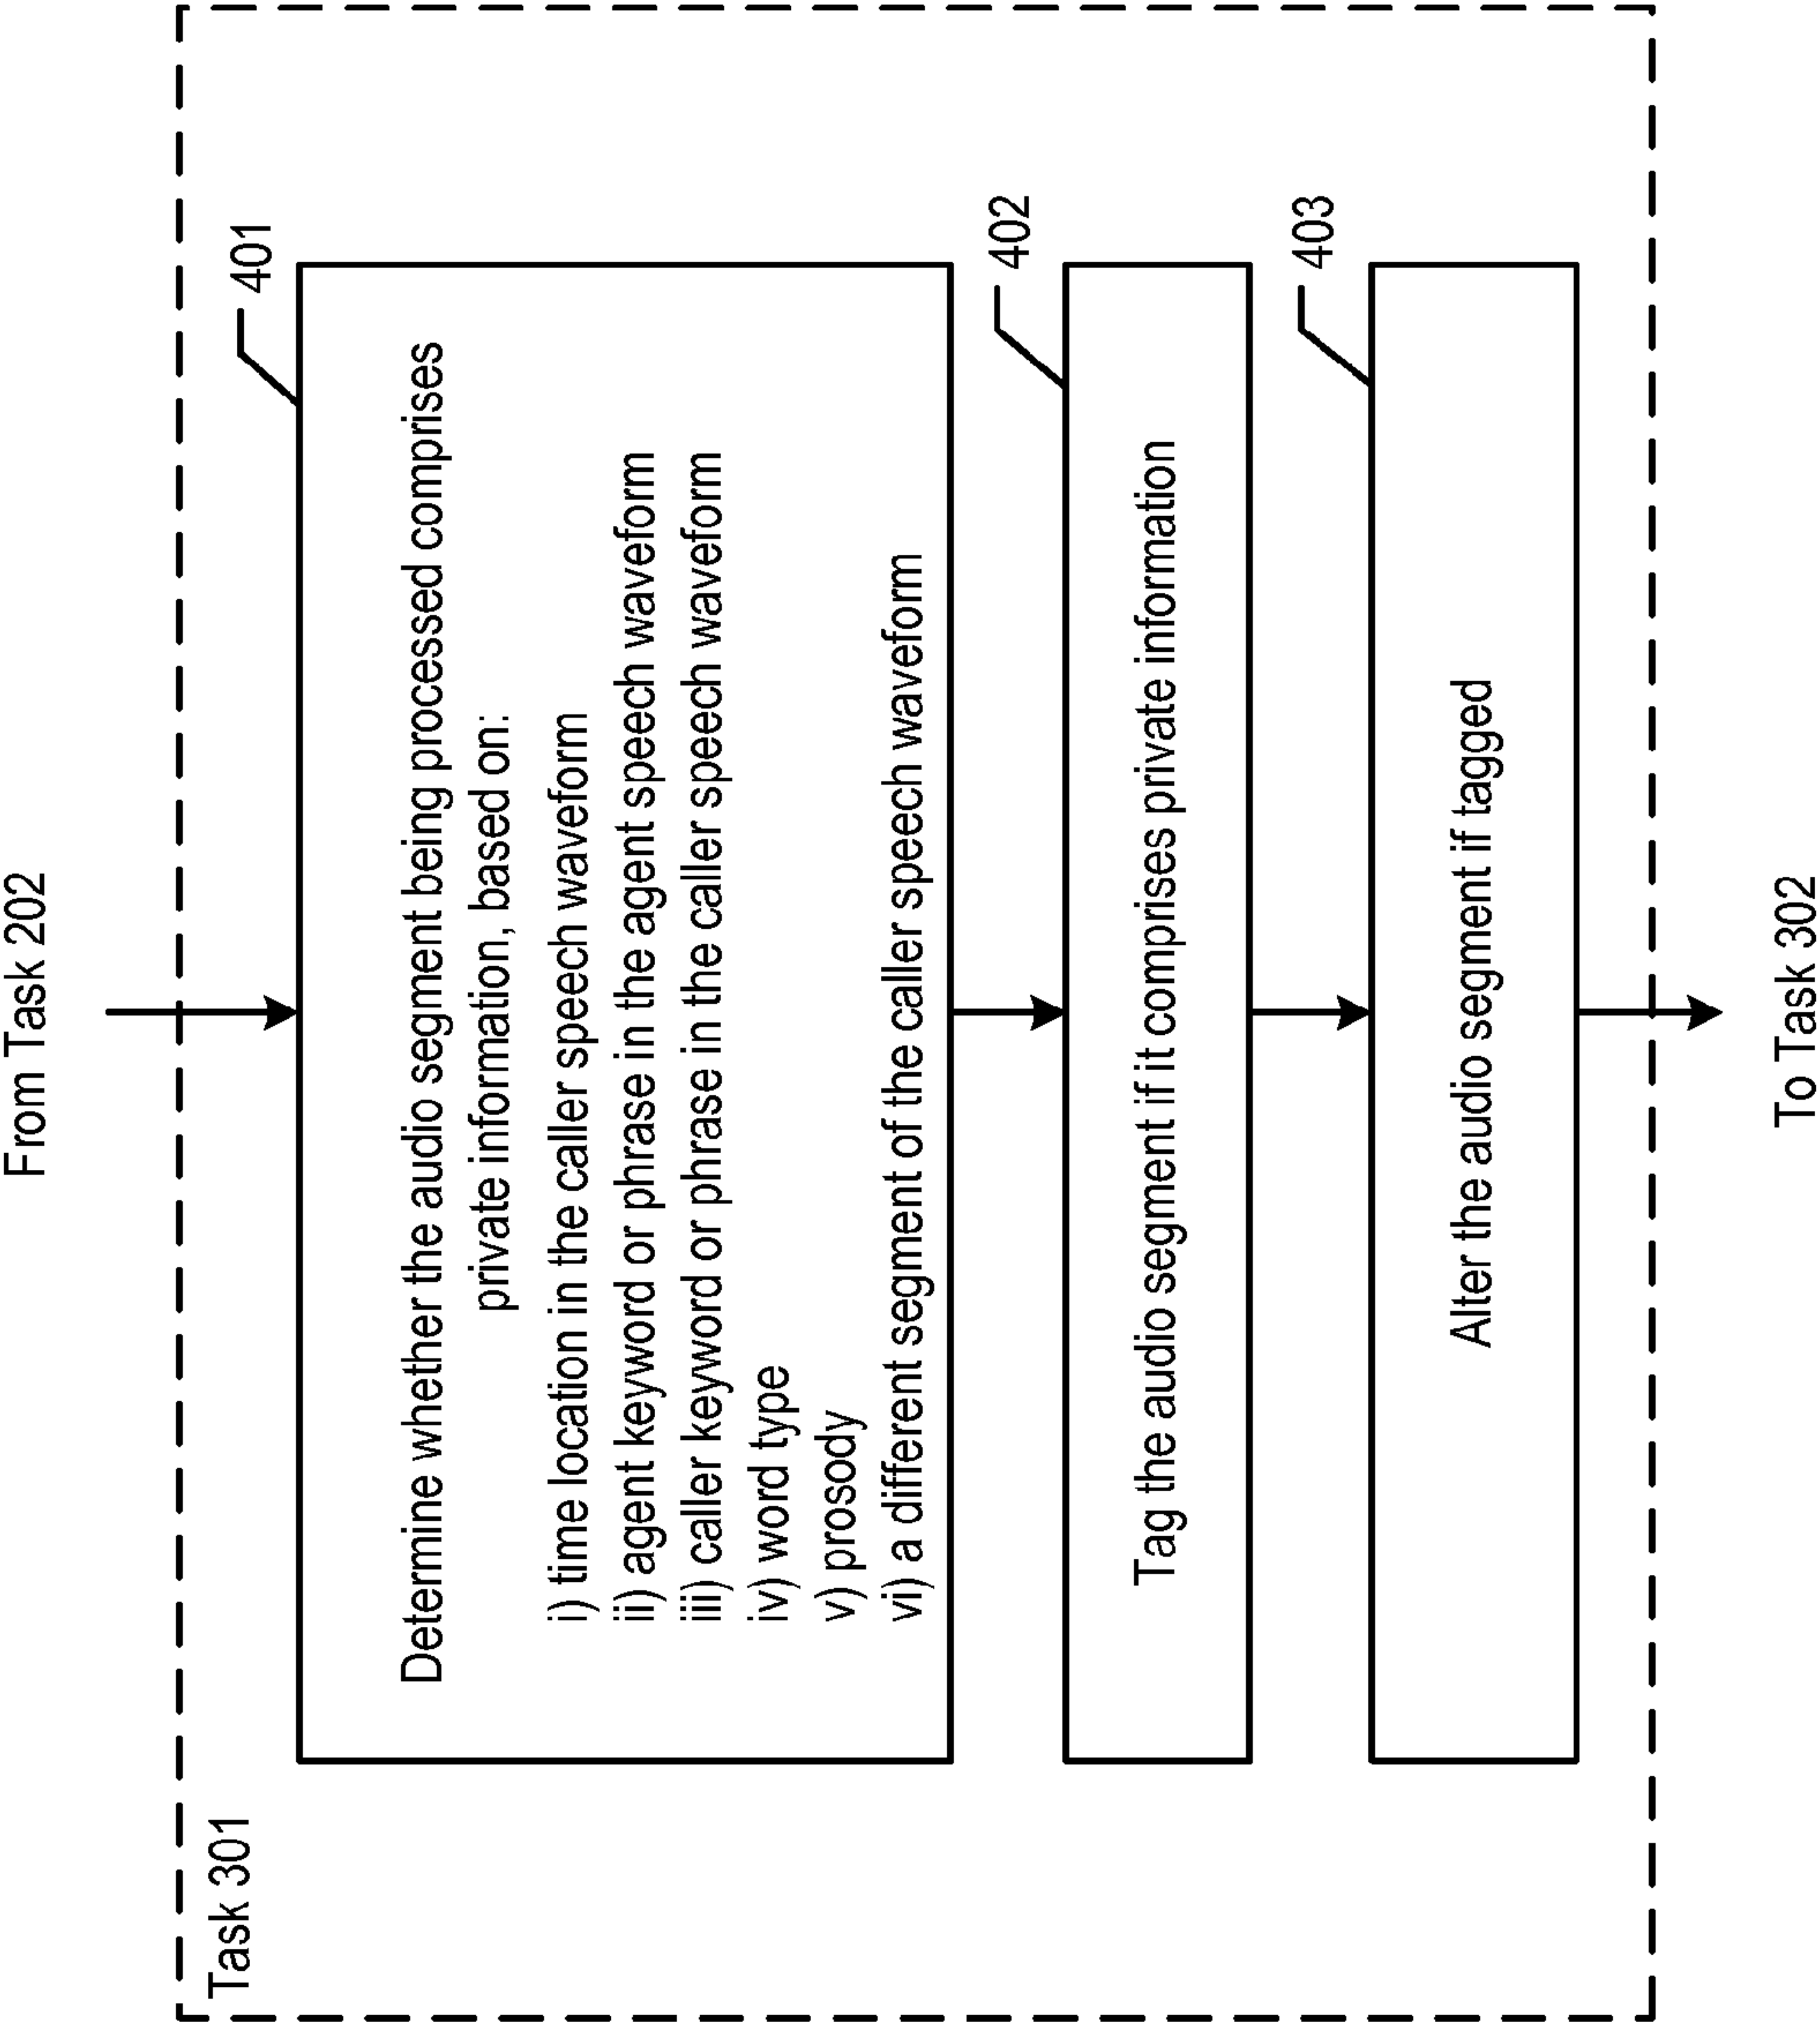 From Task 202
Task 301
401
Determine whether the audio segment being processed comprises
private information, based on:
i) time location in the caller speech waveform
ii) agent keyword or phrase in the agent speech waveform
iii) caller keyword or phrase in the caller speech waveform
iv) word type
v) prosody
vi) a different segment of the caller speech waveform
402
Tag the audio segment if it comprises private information
403
Alter the audio segment if tagged
To Task 302